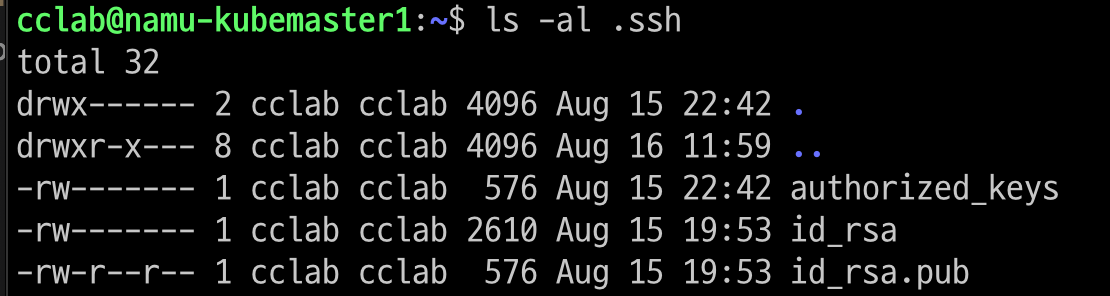 cclab@namu-kubemaster1:~$ ls -al .ssh
total 32
drwx------ 2 cclab cclab 4096 Aug 15 22:42 .
drwxr-x--- 8 cclab cclab 4096 Aug 16 11:59 ..
-rw------- 1 cclab cclab  576 Aug 15 22:42 authorized_keys
-rw------- 1 cclab cclab 2610 Aug 15 19:53 id_rsa
-rw-r--r-- 1 cclab cclab  576 Aug 15 19:53 id_rsa.pub